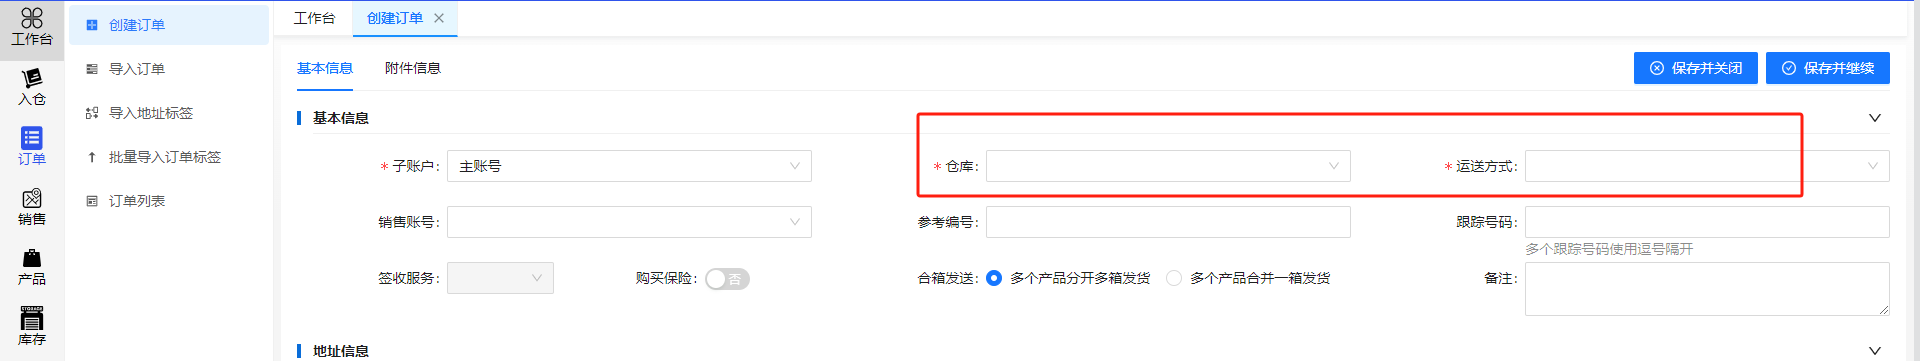 工作台
入仓
订单
销售
产品
STORAGE
库存
创建订单
导入订单
导入地址标签
批量导入订单标签
订单列表
工作台 创建订单
基本信息 附件信息 保存并关闭 保存并继续
基本信息
* 子账户: 主账号 * 仓库: * 运送方式:
销售账号: 参考编号: 跟踪号码:
多个跟踪号码使用逗号隔开
签收服务: 购买保险: 否 合箱发送: 多个产品分开多箱发货 多个产品合并一箱发货 备注:
地址信息